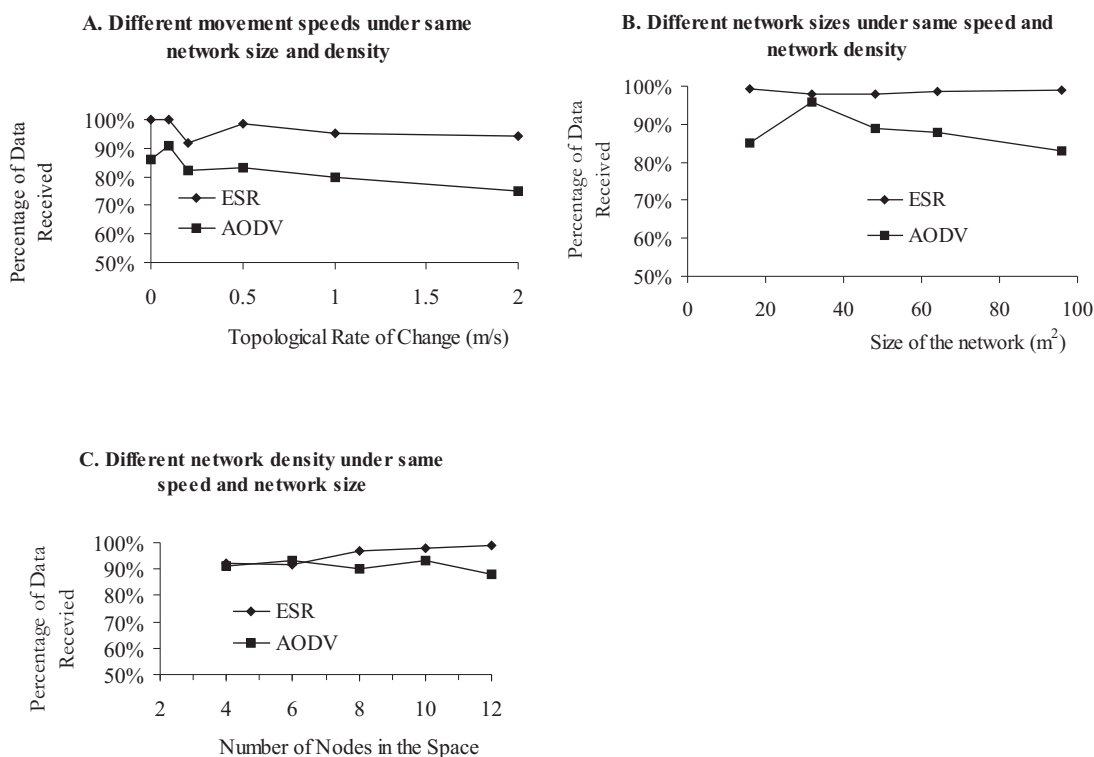 A. Different movement speeds under same
network size and density
100%
90%
80%
70%
60%
50%
Percentage of Data
Received
ESR
AODV
0 0.5 1 1.5 2
Topological Rate of Change (m/s)
B. Different network sizes under same speed and
network density
100%
90%
80%
70%
60%
50%
Percentage of Data
Received
ESR
AODV
0 20 40 60 80 100
Size of the network (m²)
C. Different network density under same
speed and network size
100%
90%
80%
70%
60%
50%
Percentage of Data
Recevied
ESR
AODV
2 4 6 8 10 12
Number of Nodes in the Space